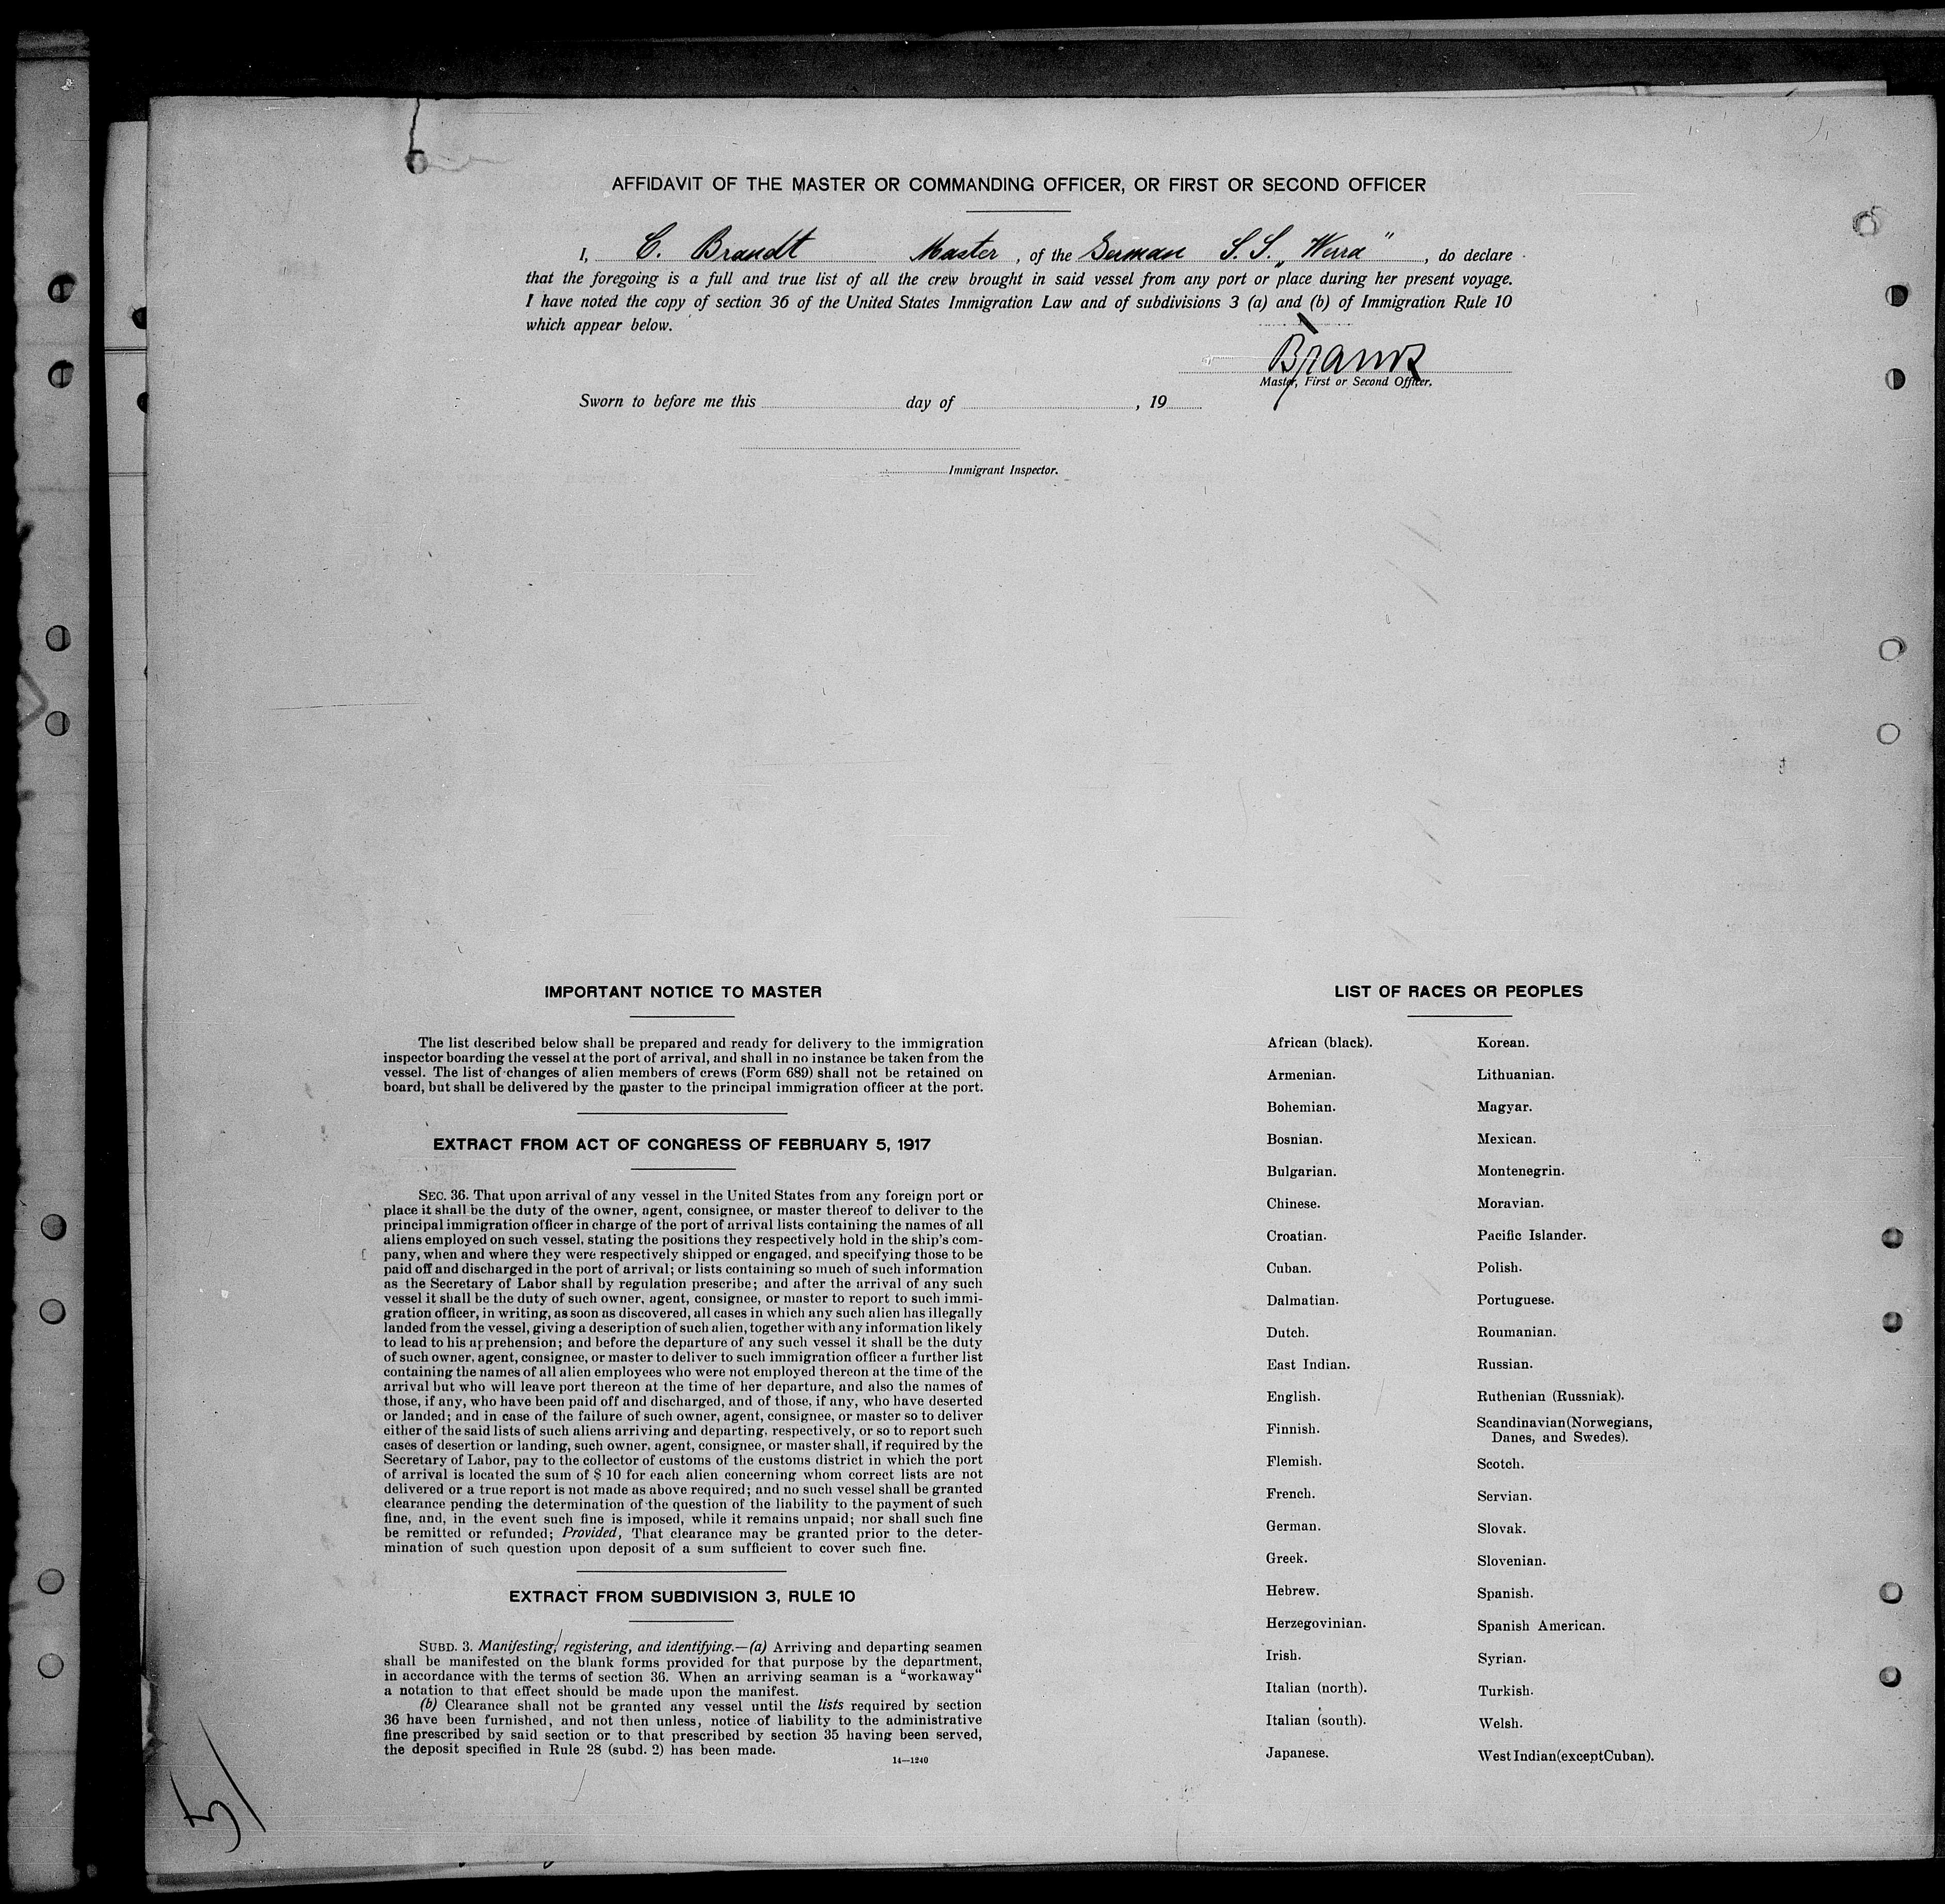 AFFIDAVIT OF THE MASTER OR COMMANDING OFFICER, OR FIRST OR SECOND OFFICER
I, C. Brandt Master, of the German S.S. „Werra", do declare
that the foregoing is a full and true list of all the crew brought in said vessel from any port or place during her present voyage.
I have noted the copy of section 36 of the United States Immigration Law and of subdivisions 3 (a) and (b) of Immigration Rule 10
which appear below.
Brandt
Master, First or Second Officer.
Sworn to before me this day of , 19
Immigrant Inspector.
IMPORTANT NOTICE TO MASTER
The list described below shall be prepared and ready for delivery to the immigration
inspector boarding the vessel at the port of arrival, and shall in no instance be taken from the
vessel. The list of changes of alien members of crews (Form 689) shall not be retained on
board, but shall be delivered by the master to the principal immigration officer at the port.
EXTRACT FROM ACT OF CONGRESS OF FEBRUARY 5, 1917
SEC. 36. That upon arrival of any vessel in the United States from any foreign port or
place it shall be the duty of the owner, agent, consignee, or master thereof to deliver to the
principal immigration officer in charge of the port of arrival lists containing the names of all
aliens employed on such vessel, stating the positions they respectively hold in the ship's com-
pany, when and where they were respectively shipped or engaged, and specifying those to be
paid off and discharged in the port of arrival; or lists containing so much of such information
as the Secretary of Labor shall by regulation prescribe; and after the arrival of any such
vessel it shall be the duty of such owner, agent, consignee, or master to report to such immi-
gration officer, in writing, as soon as discovered, all cases in which any such alien has illegally
landed from the vessel, giving a description of such alien, together with any information likely
to lead to his apprehension; and before the departure of any such vessel it shall be the duty
of such owner, agent, consignee, or master to deliver to such immigration officer a further list
containing the names of all alien employees who were not employed thereon at the time of the
arrival but who will leave port thereon at the time of her departure, and also the names of
those, if any, who have been paid off and discharged, and of those, if any, who have deserted
or landed; and in case of the failure of such owner, agent, consignee, or master so to deliver
either of the said lists of such aliens arriving and departing, respectively, or so to report such
cases of desertion or landing, such owner, agent, consignee, or master shall, if required by the
Secretary of Labor, pay to the collector of customs of the customs district in which the port
of arrival is located the sum of $ 10 for each alien concerning whom correct lists are not
delivered or a true report is not made as above required; and no such vessel shall be granted
clearance pending the determination of the question of the liability to the payment of such
fine, and, in the event such fine is imposed, while it remains unpaid; nor shall such fine
be remitted or refunded; Provided, That clearance may be granted prior to the deter-
mination of such question upon deposit of a sum sufficient to cover such fine.
EXTRACT FROM SUBDIVISION 3, RULE 10
SUBD. 3. Manifesting, registering, and identifying.—(a) Arriving and departing seamen
shall be manifested on the blank forms provided for that purpose by the department,
in accordance with the terms of section 36. When an arriving seaman is a "workaway"
a notation to that effect should be made upon the manifest.
(b) Clearance shall not be granted any vessel until the lists required by section
36 have been furnished, and not then unless, notice of liability to the administrative
fine prescribed by said section or to that prescribed by section 35 having been served,
the deposit specified in Rule 28 (subd. 2) has been made.
14—1240
LIST OF RACES OR PEOPLES
African (black).
Armenian.
Bohemian.
Bosnian.
Bulgarian.
Chinese.
Croatian.
Cuban.
Dalmatian.
Dutch.
East Indian.
English.
Finnish.
Flemish.
French.
German.
Greek.
Hebrew.
Herzegovinian.
Irish.
Italian (north).
Italian (south).
Japanese.
Korean.
Lithuanian.
Magyar.
Mexican.
Montenegrin.
Moravian.
Pacific Islander.
Polish.
Portuguese.
Roumanian.
Russian.
Ruthenian (Russniak).
Scandinavian (Norwegians,
Danes, and Swedes).
Scotch.
Servian.
Slovak.
Slovenian.
Spanish.
Spanish American.
Syrian.
Turkish.
Welsh.
West Indian (except Cuban).